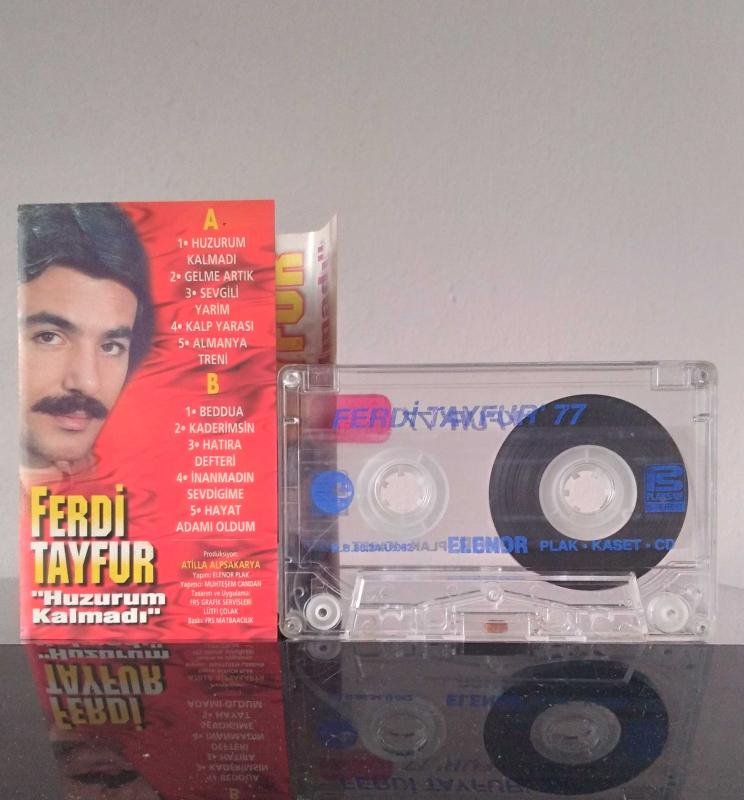 A
1• HUZURUM
KALMADI
2• GELME ARTIK
3• SEVGİLİ
YARİM
4• KALP YARASI
5• ALMANYA
TRENİ
B
1• BEDDUA
2• KADERİMSİN
3• HATIRA
DEFTERİ
4• İNANMADIN
SEVDIGIME
5• HAYAT
ADAMI OLDUM
FERDİ
TAYFUR
"Huzurum
Kalmadı"
Prodüksiyon:
ATİLLA ALPSAKARYA
Yapım: ELENOR PLAK
Yapımcı: MUHTEŞEM CANDAN
Tasarım ve Uygulama:
FRS GRAFİK SERVİSLERİ
LÜTFİ ÇOLAK
Baskı: FRS MATBAACILIK
FERDİ TAYFUR' 77
ELENOR PLAK • KASET • CD